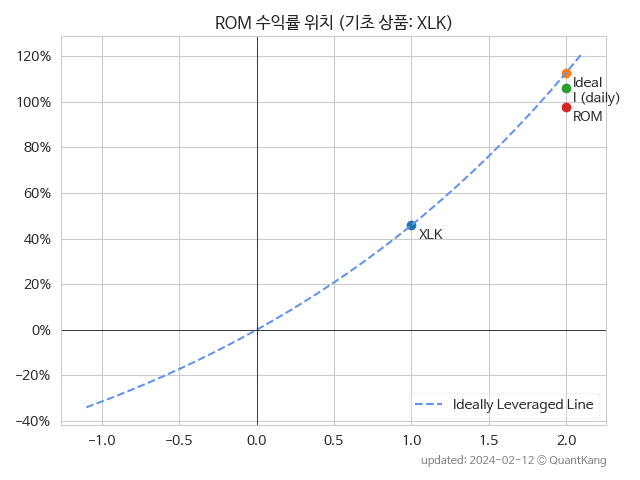 ROM 수익률 위치 (기초 상품: XLK)
120%
100%
80%
60%
40%
20%
0%
−20%
−40%
Ideal
I (daily)
ROM
XLK
Ideally Leveraged Line
−1.0 −0.5 0.0 0.5 1.0 1.5 2.0
updated: 2024-02-12 © QuantKang